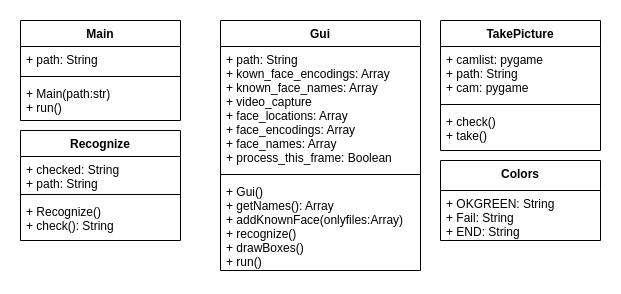 Main
+ path: String
+ Main(path:str)
+ run()
Recognize
+ checked: String
+ path: String
+ Recognize()
+ check(): String
Gui
+ path: String
+ kown_face_encodings: Array
+ known_face_names: Array
+ video_capture
+ face_locations: Array
+ face_encodings: Array
+ face_names: Array
+ process_this_frame: Boolean
+ Gui()
+ getNames(): Array
+ addKnownFace(onlyfiles:Array)
+ recognize()
+ drawBoxes()
+ run()
TakePicture
+ camlist: pygame
+ path: String
+ cam: pygame
+ check()
+ take()
Colors
+ OKGREEN: String
+ Fail: String
+ END: String